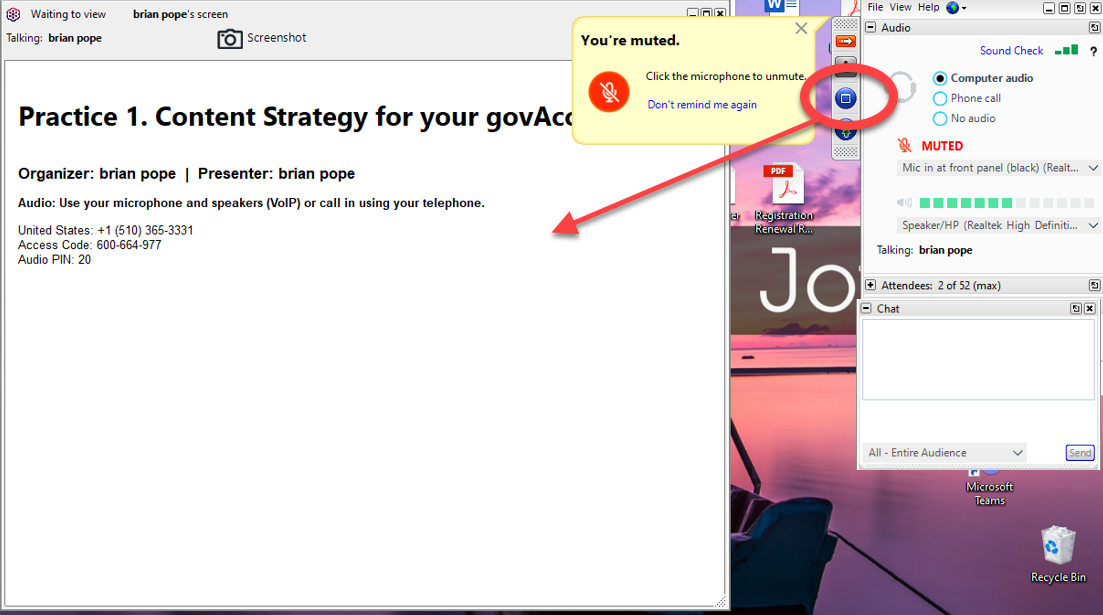 Waiting to view
brian pope's screen
Talking: brian pope
Screenshot
Practice 1. Content Strategy for your govAcc
Organizer: brian pope | Presenter: brian pope
Audio: Use your microphone and speakers (VoIP) or call in using your telephone.
United States: +1 (510) 365-3331
Access Code: 600-664-977
Audio PIN: 20
You're muted.
Click the microphone to unmute.
Don't remind me again
W
PDF
Registration
Renewal R...
er
Jo
File View Help
Audio
Sound Check
?
Computer audio
Phone call
No audio
MUTED
Mic in at front panel (black) (Realt...
Speaker/HP (Realtek High Definiti...
Talking: brian pope
Attendees: 2 of 52 (max)
Chat
All - Entire Audience
Send
Microsoft
Teams
Recycle Bin